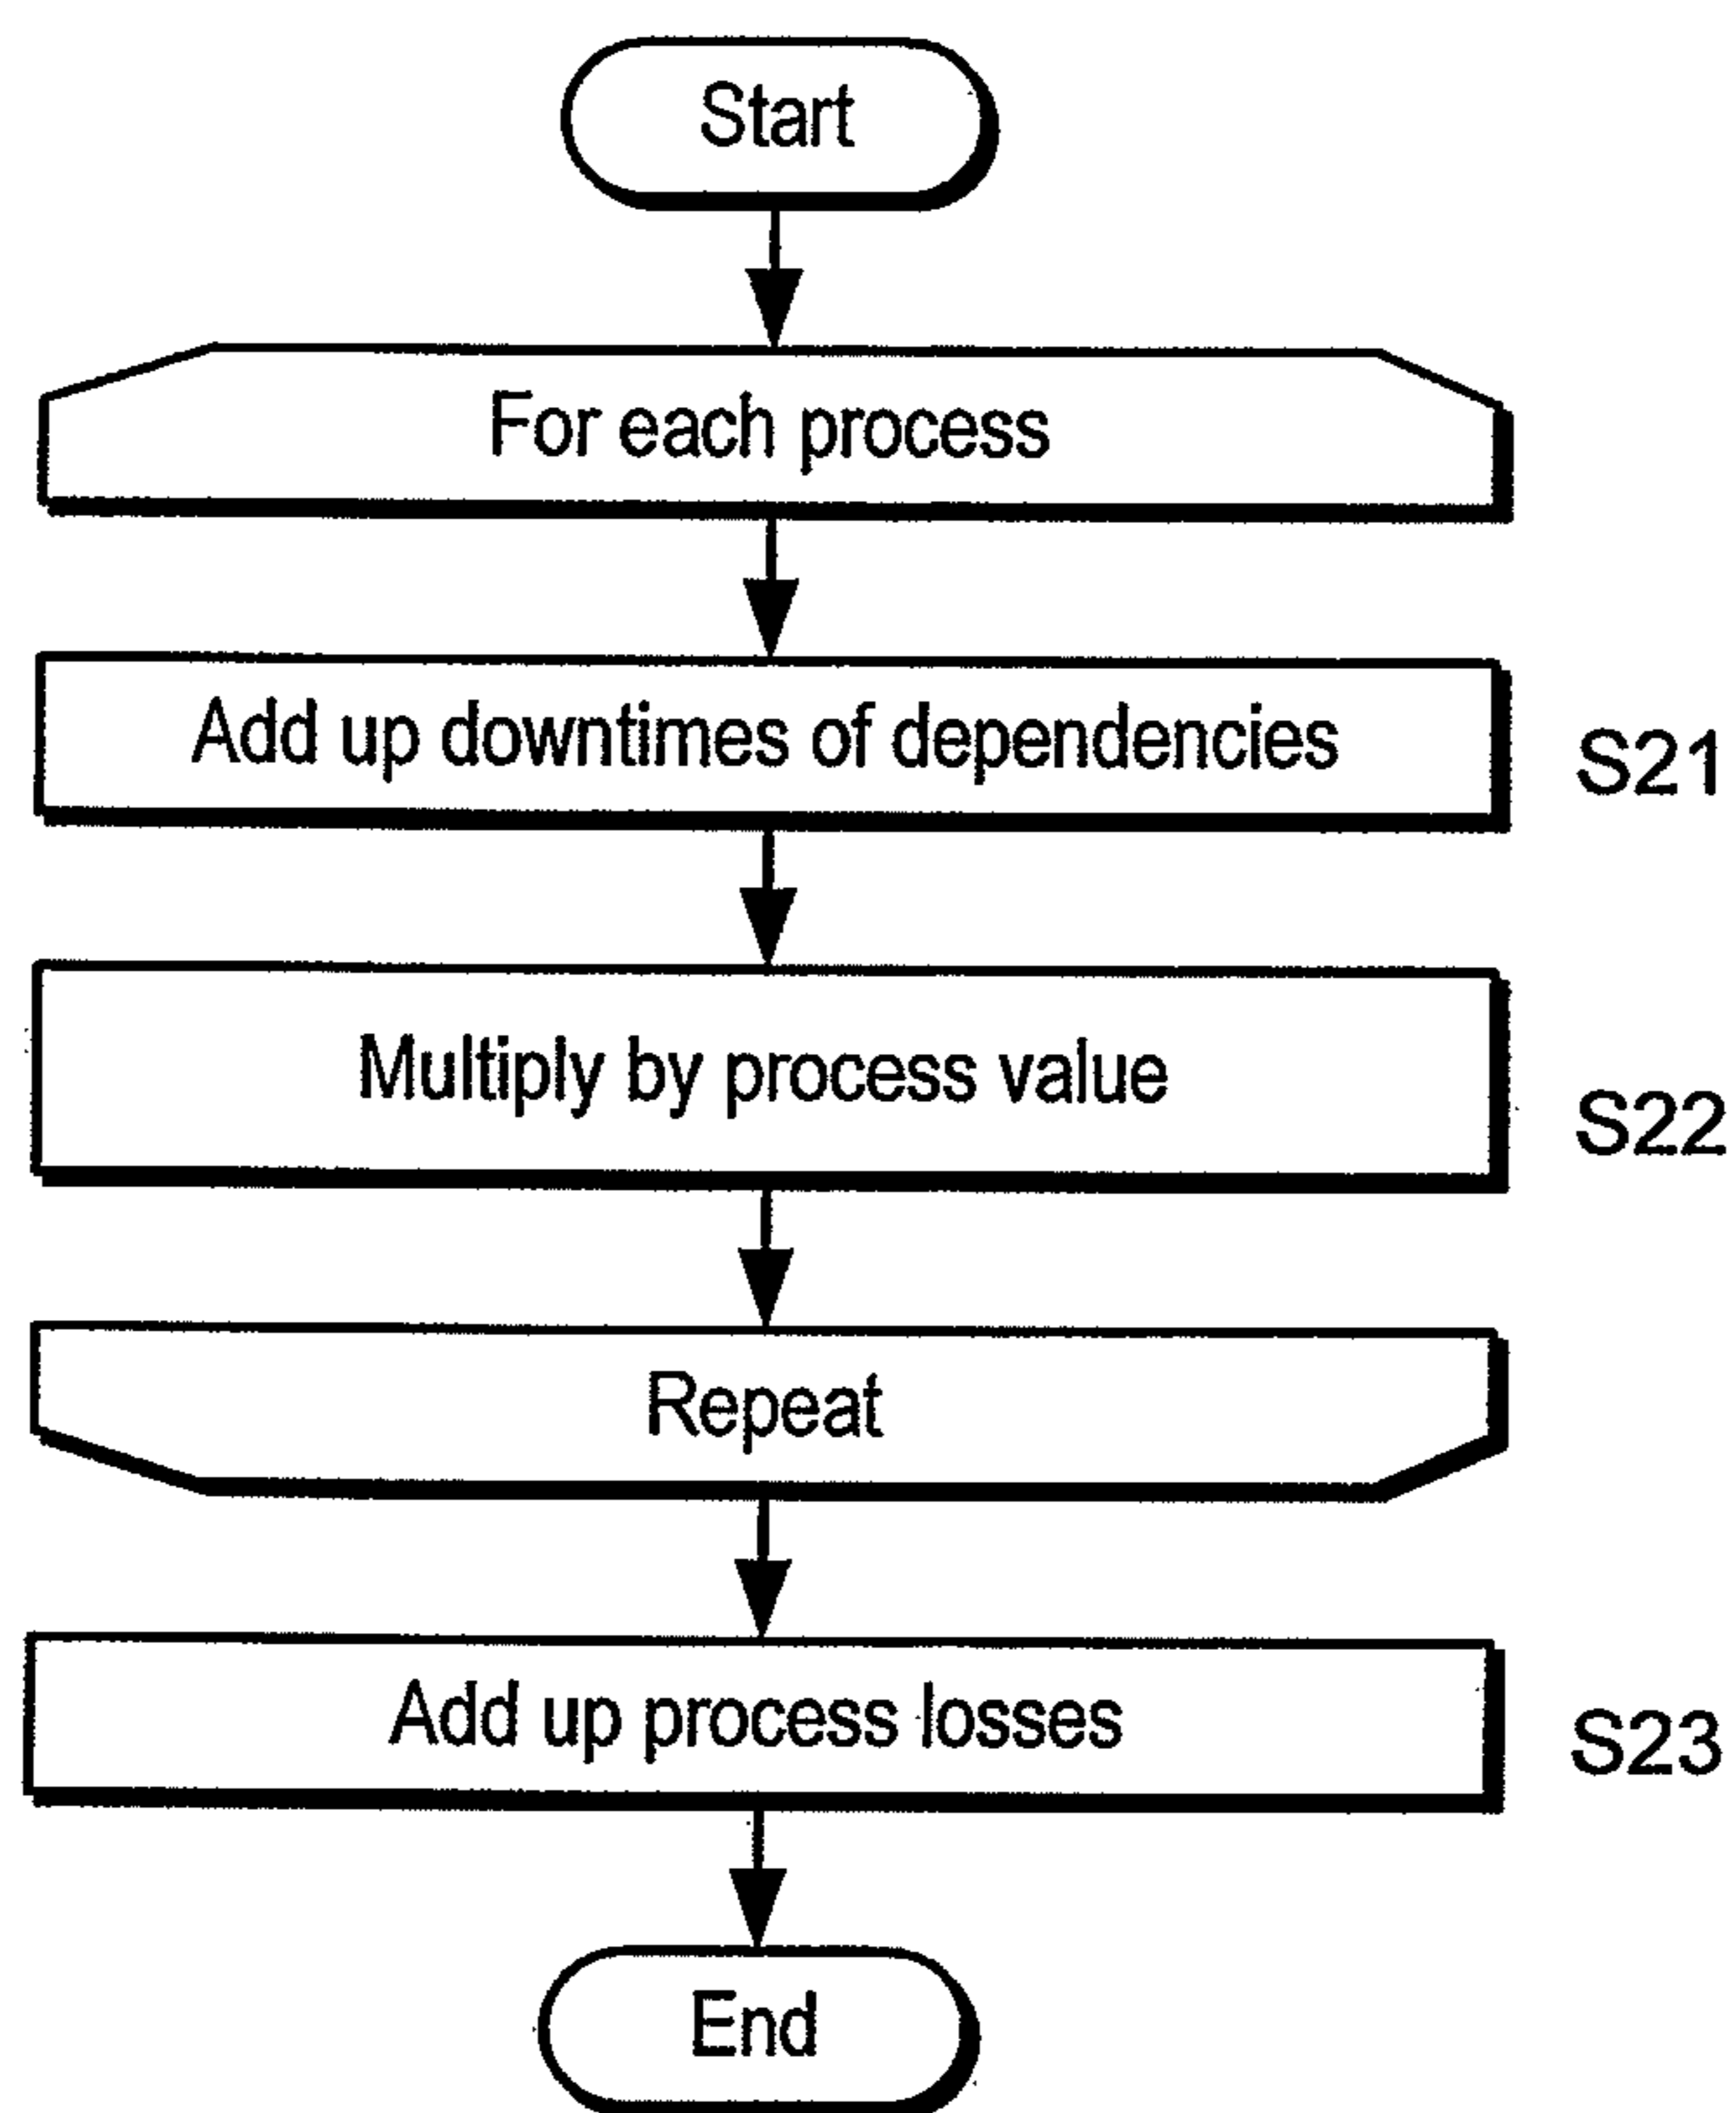 Start
For each process
Add up downtimes of dependencies
S21
Multiply by process value
S22
Repeat
Add up process losses
S23
End